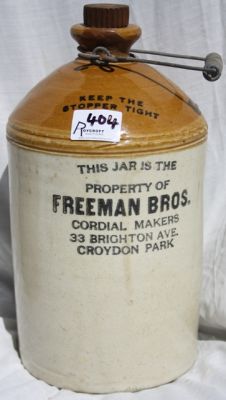 KEEP THE
STOPPER TIGHT
404
ROYCROFT
THIS JAR IS THE
PROPERTY OF
FREEMAN BROS.
CORDIAL MAKERS
33 BRIGHTON AVE.
CROYDON PARK